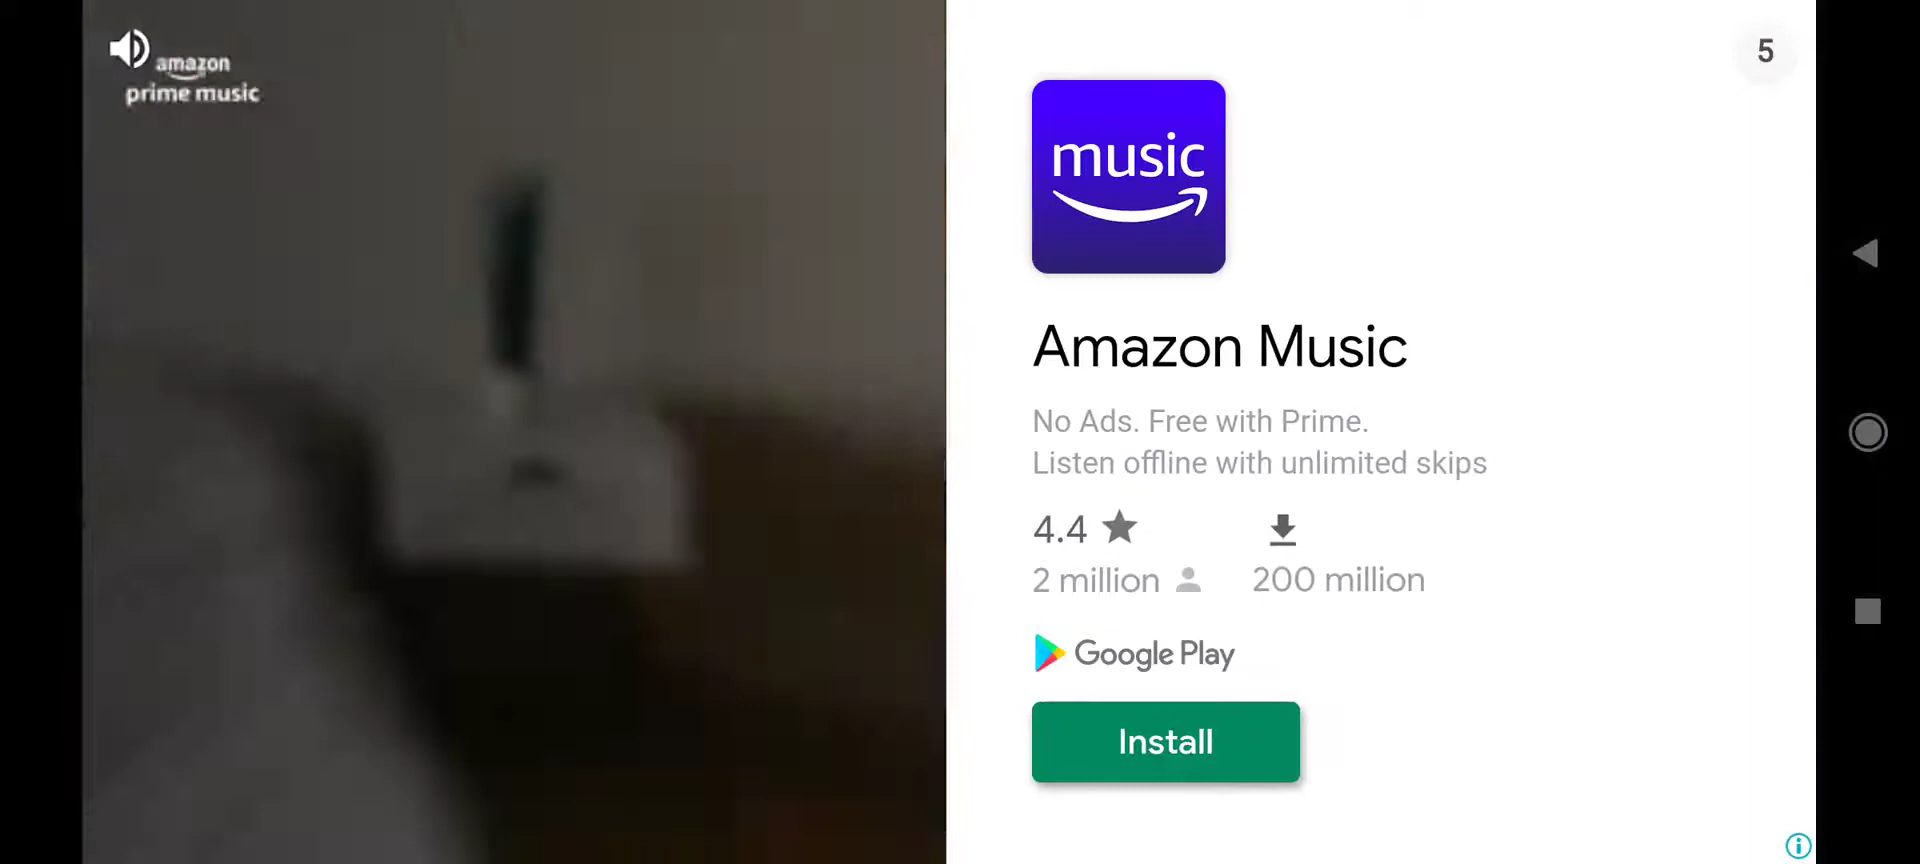 amazon
prime music
5
music
Amazon Music
No Ads. Free with Prime.
Listen offline with unlimited skips
4.4
2 million
200 million
Google Play
Install